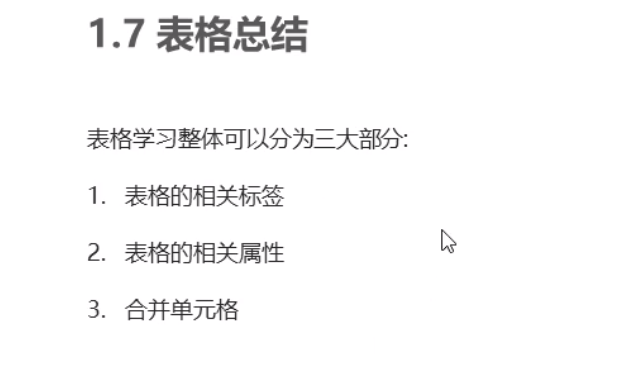 1.7 表格总结
表格学习整体可以分为三大部分:
1. 表格的相关标签
2. 表格的相关属性
3. 合并单元格